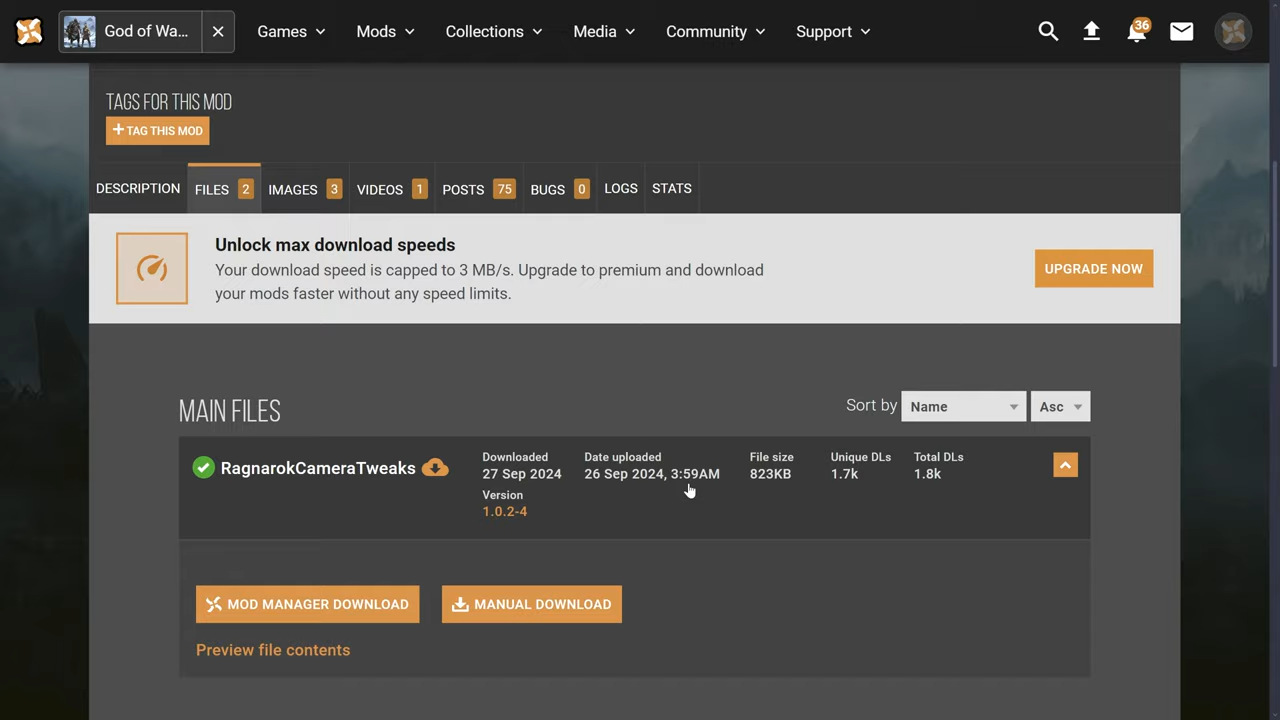 God of Wa...
Games
Mods
Collections
Media
Community
Support
36
TAGS FOR THIS MOD
+ TAG THIS MOD
DESCRIPTION
FILES 2
IMAGES 3
VIDEOS 1
POSTS 75
BUGS 0
LOGS
STATS
Unlock max download speeds
Your download speed is capped to 3 MB/s. Upgrade to premium and download
your mods faster without any speed limits.
UPGRADE NOW
MAIN FILES
Sort by Name Asc
RagnarokCameraTweaks
Downloaded
27 Sep 2024
Date uploaded
26 Sep 2024, 3:59AM
File size
823KB
Unique DLs
1.7k
Total DLs
1.8k
Version
1.0.2-4
MOD MANAGER DOWNLOAD
MANUAL DOWNLOAD
Preview file contents